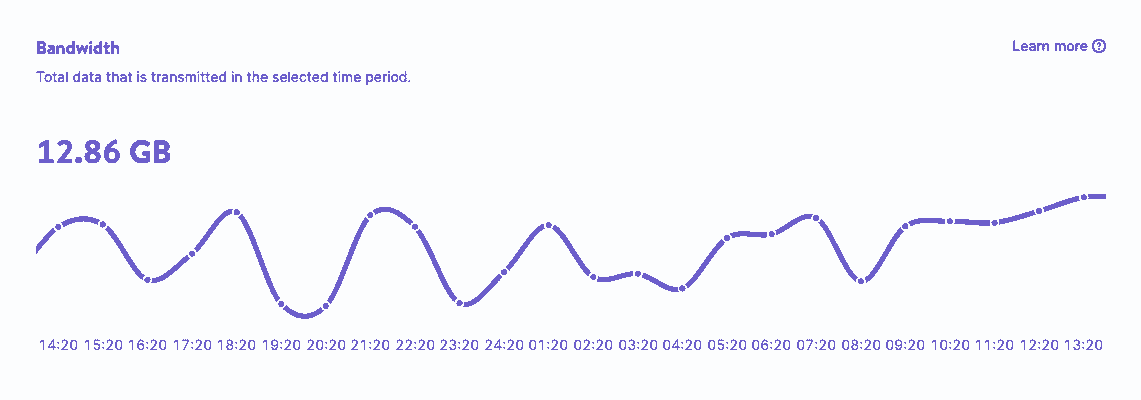 Bandwidth
Learn more ?
Total data that is transmitted in the selected time period.
12.86 GB
14:20 15:20 16:20 17:20 18:20 19:20 20:20 21:20 22:20 23:20 24:20 01:20 02:20 03:20 04:20 05:20 06:20 07:20 08:20 09:20 10:20 11:20 12:20 13:20